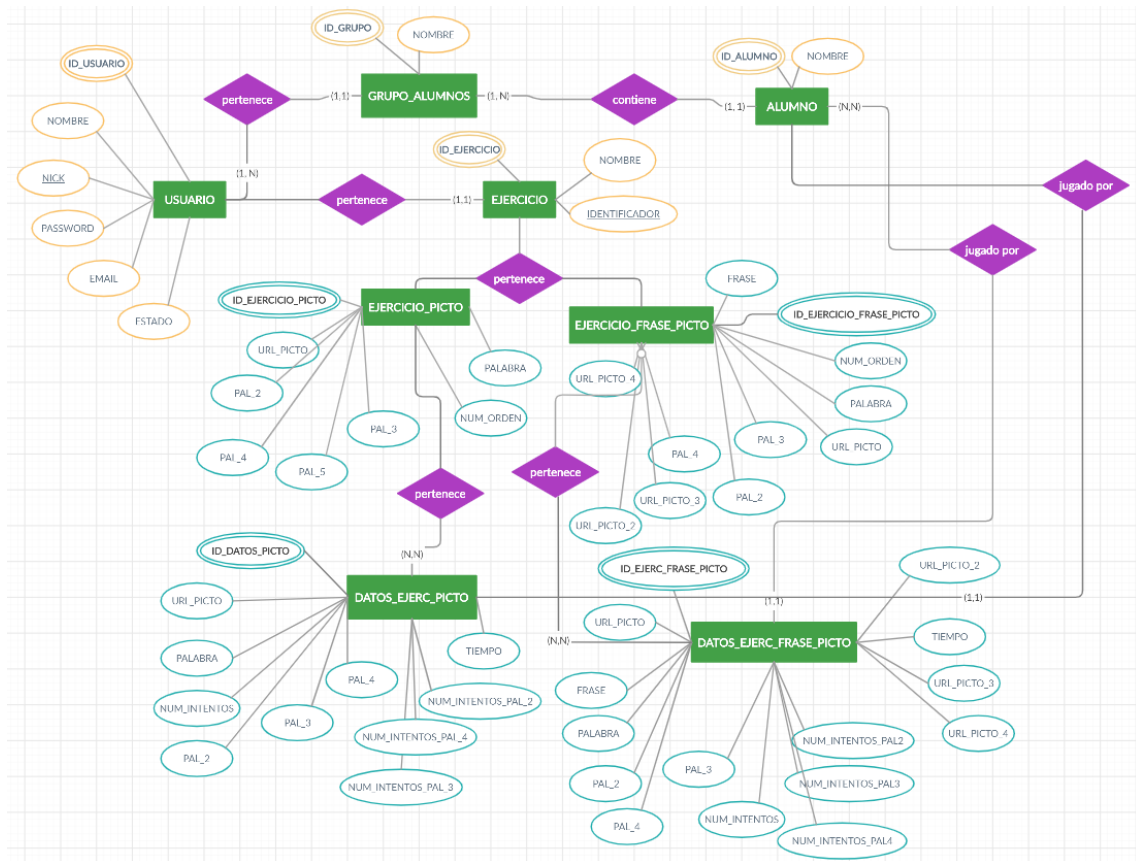 ID_GRUPO
NOMBRE
ID_USUARIO
ID_ALUMNO
NOMBRE
pertenece
(1,1)
GRUPO_ALUMNOS
(1, N)
contiene
(1, 1)
ALUMNO
(N,N)
NOMBRE
ID_EJERCICIO
NOMBRE
(1, N)
NICK
USUARIO
pertenece
(1,1)
EJERCICIO
IDENTIFICADOR
jugado por
PASSWORD
jugado por
EMAIL
pertenece
FRASE
ID_EJERCICIO_PICTO
EJERCICIO_PICTO
ID_EJERCICIO_FRASE_PICTO
ESTADO
EJERCICIO_FRASE_PICTO
URL_PICTO
NUM_ORDEN
PALABRA
URL_PICTO_4
PAL_2
PALABRA
NUM_ORDEN
PAL_3
PAL_3
URL_PICTO
PAL_4
PAL_4
PAL_5
pertenece
pertenece
URL_PICTO_3
PAL_2
URL_PICTO_2
ID_DATOS_PICTO
(N,N)
ID_EJERC_FRASE_PICTO
URL_PICTO_2
URL_PICTO
DATOS_EJERC_PICTO
(1,1)
(1,1)
URL_PICTO
TIEMPO
(N,N)
DATOS_EJERC_FRASE_PICTO
PALABRA
TIEMPO
PAL_4
URL_PICTO_3
FRASE
NUM_INTENTOS
NUM_INTENTOS_PAL_2
PAL_3
PALABRA
URL_PICTO_4
NUM_INTENTOS_PAL_4
NUM_INTENTOS_PAL2
PAL_2
PAL_3
NUM_INTENTOS_PAL_3
PAL_2
NUM_INTENTOS_PAL3
PAL_4
NUM_INTENTOS
NUM_INTENTOS_PAL4